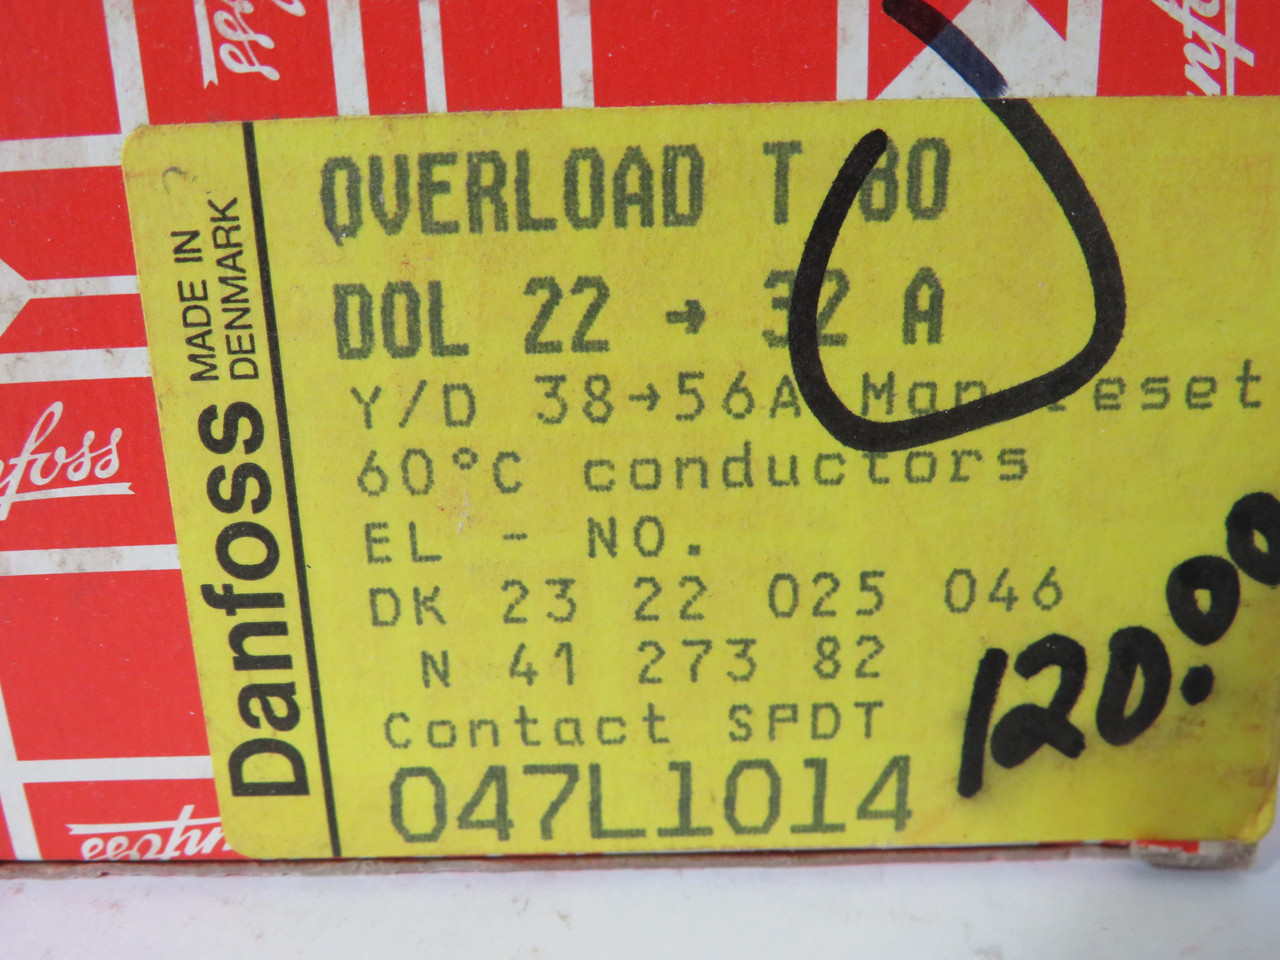 OVERLOAD T 80
DOL 22 → 32 A
Y/D 38→56A Man reset
60°C conductors
EL - NO.
DK 23 22 025 046
N 41 273 82
Contact SPDT
047L1014
Danfoss
MADE IN
DENMARK
120.00